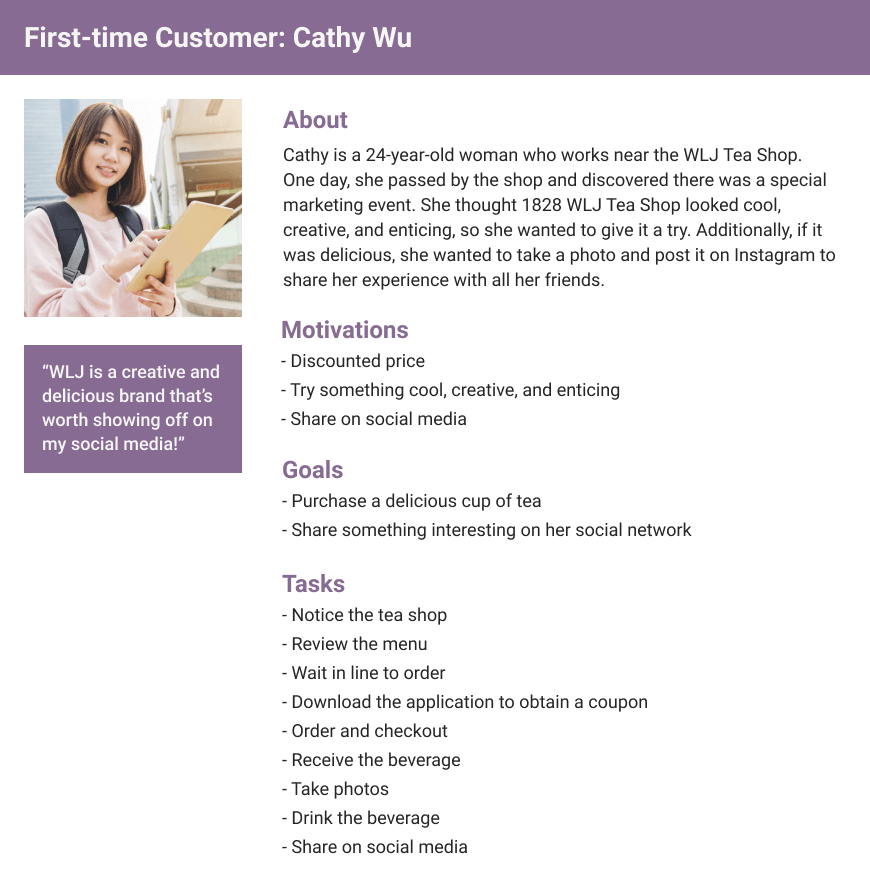 First-time Customer: Cathy Wu
About
Cathy is a 24-year-old woman who works near the WLJ Tea Shop.
One day, she passed by the shop and discovered there was a special
marketing event. She thought 1828 WLJ Tea Shop looked cool,
creative, and enticing, so she wanted to give it a try. Additionally, if it
was delicious, she wanted to take a photo and post it on Instagram to
share her experience with all her friends.
“WLJ is a creative and
delicious brand that’s
worth showing off on
my social media!”
Motivations
- Discounted price
- Try something cool, creative, and enticing
- Share on social media
Goals
- Purchase a delicious cup of tea
- Share something interesting on her social network
Tasks
- Notice the tea shop
- Review the menu
- Wait in line to order
- Download the application to obtain a coupon
- Order and checkout
- Receive the beverage
- Take photos
- Drink the beverage
- Share on social media